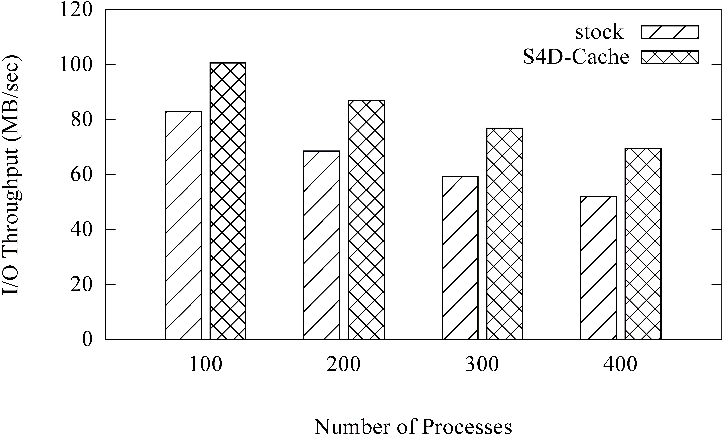 120
100
80
60
40
20
0
I/O Throughput (MB/sec)
stock
S4D-Cache
100 200 300 400
Number of Processes